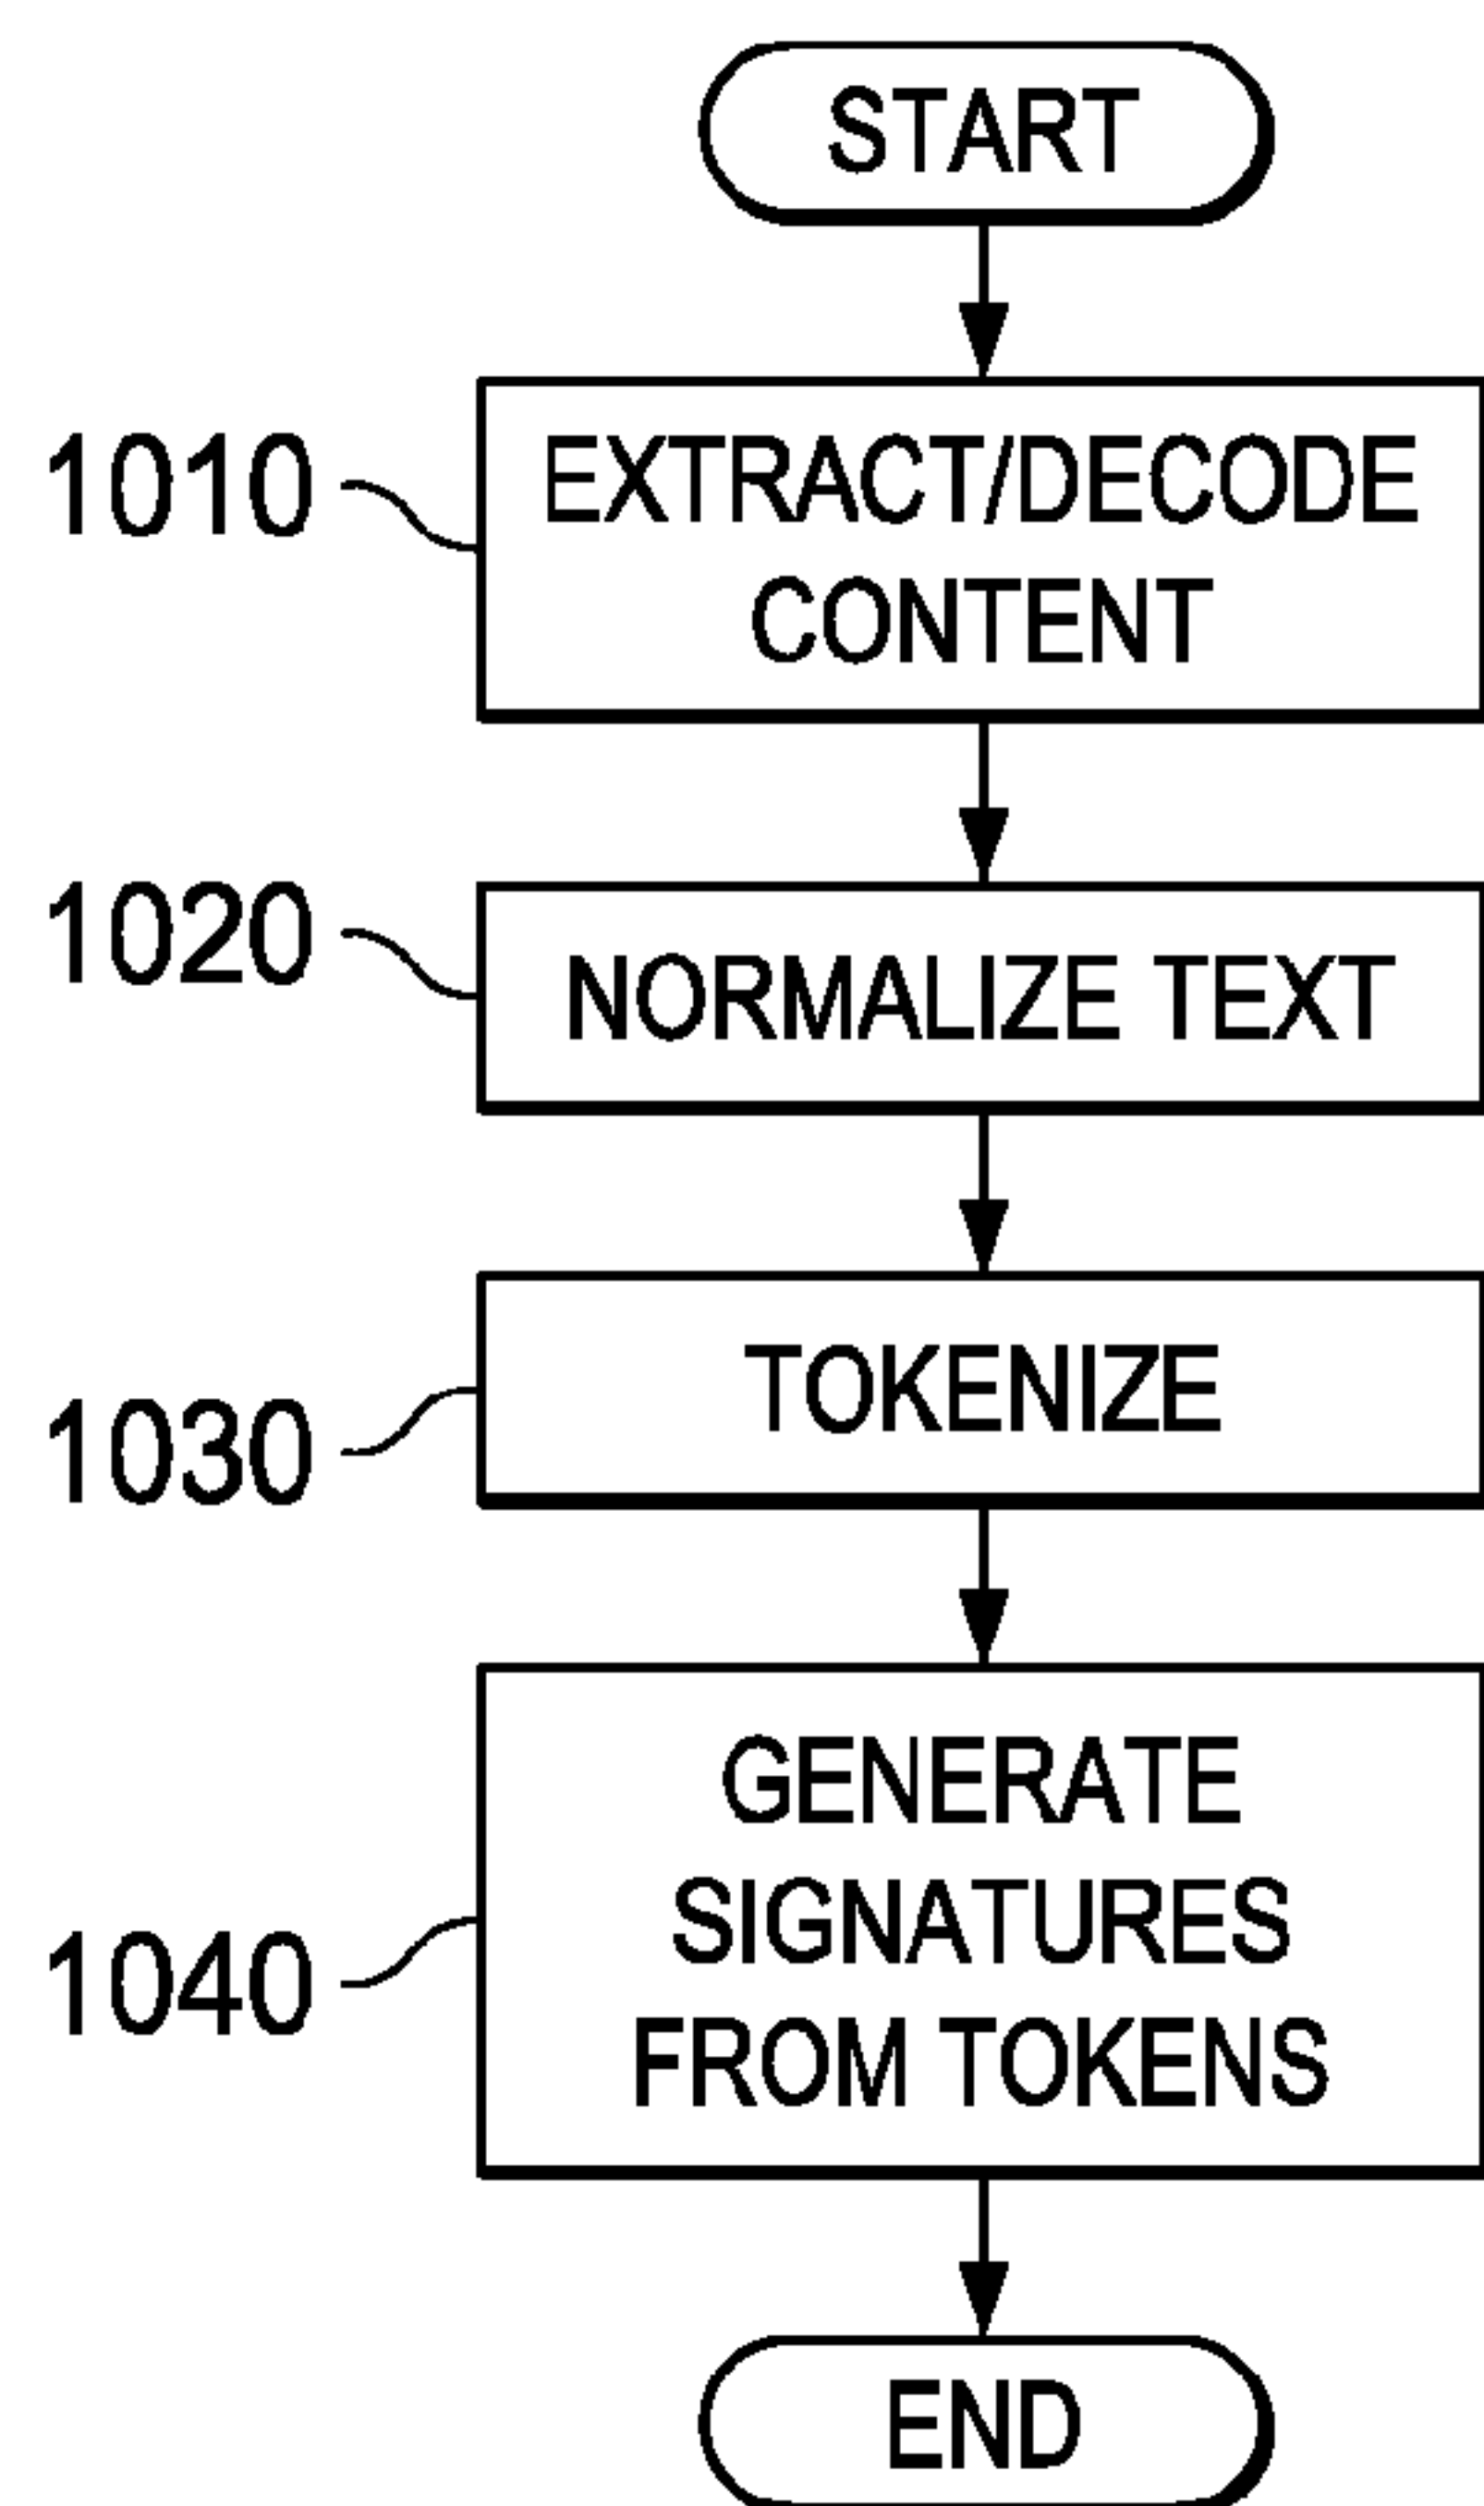 START
1010
EXTRACT/DECODE
CONTENT
1020
NORMALIZE TEXT
1030
TOKENIZE
1040
GENERATE
SIGNATURES
FROM TOKENS
END